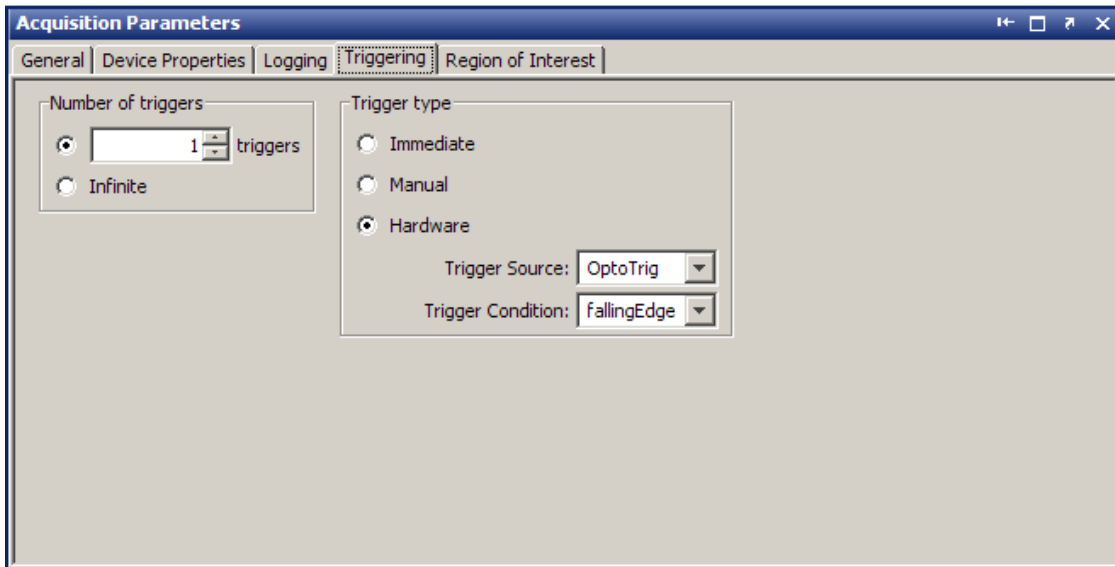 Acquisition Parameters
General Device Properties Logging Triggering Region of Interest
Number of triggers
1 triggers
Infinite
Trigger type
Immediate
Manual
Hardware
Trigger Source: OptoTrig
Trigger Condition: fallingEdge